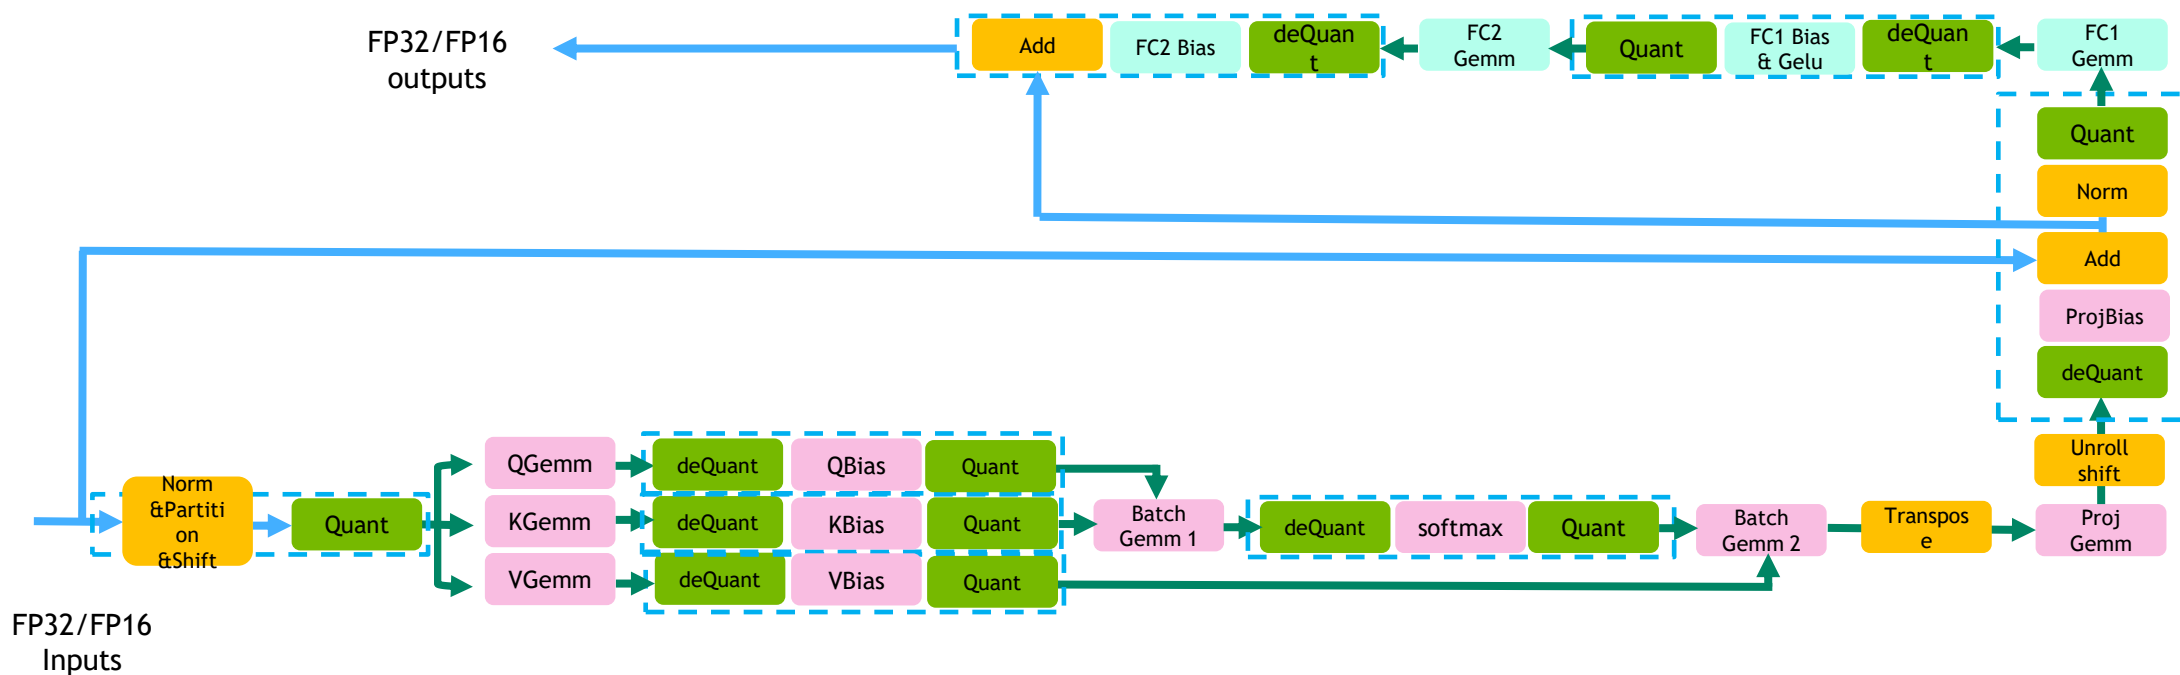 FP32/FP16
outputs
Add
FC2 Bias
deQuan
t
FC2
Gemm
Quant
FC1 Bias
& Gelu
deQuan
t
FC1
Gemm
Quant
Norm
Add
ProjBias
deQuant
Unroll
shift
Norm
&Partiti
on
&Shift
Quant
QGemm
deQuant
QBias
Quant
KGemm
deQuant
KBias
Quant
VGemm
deQuant
VBias
Quant
Batch
Gemm 1
deQuant
softmax
Quant
Batch
Gemm 2
Transpos
e
Proj
Gemm
FP32/FP16
Inputs